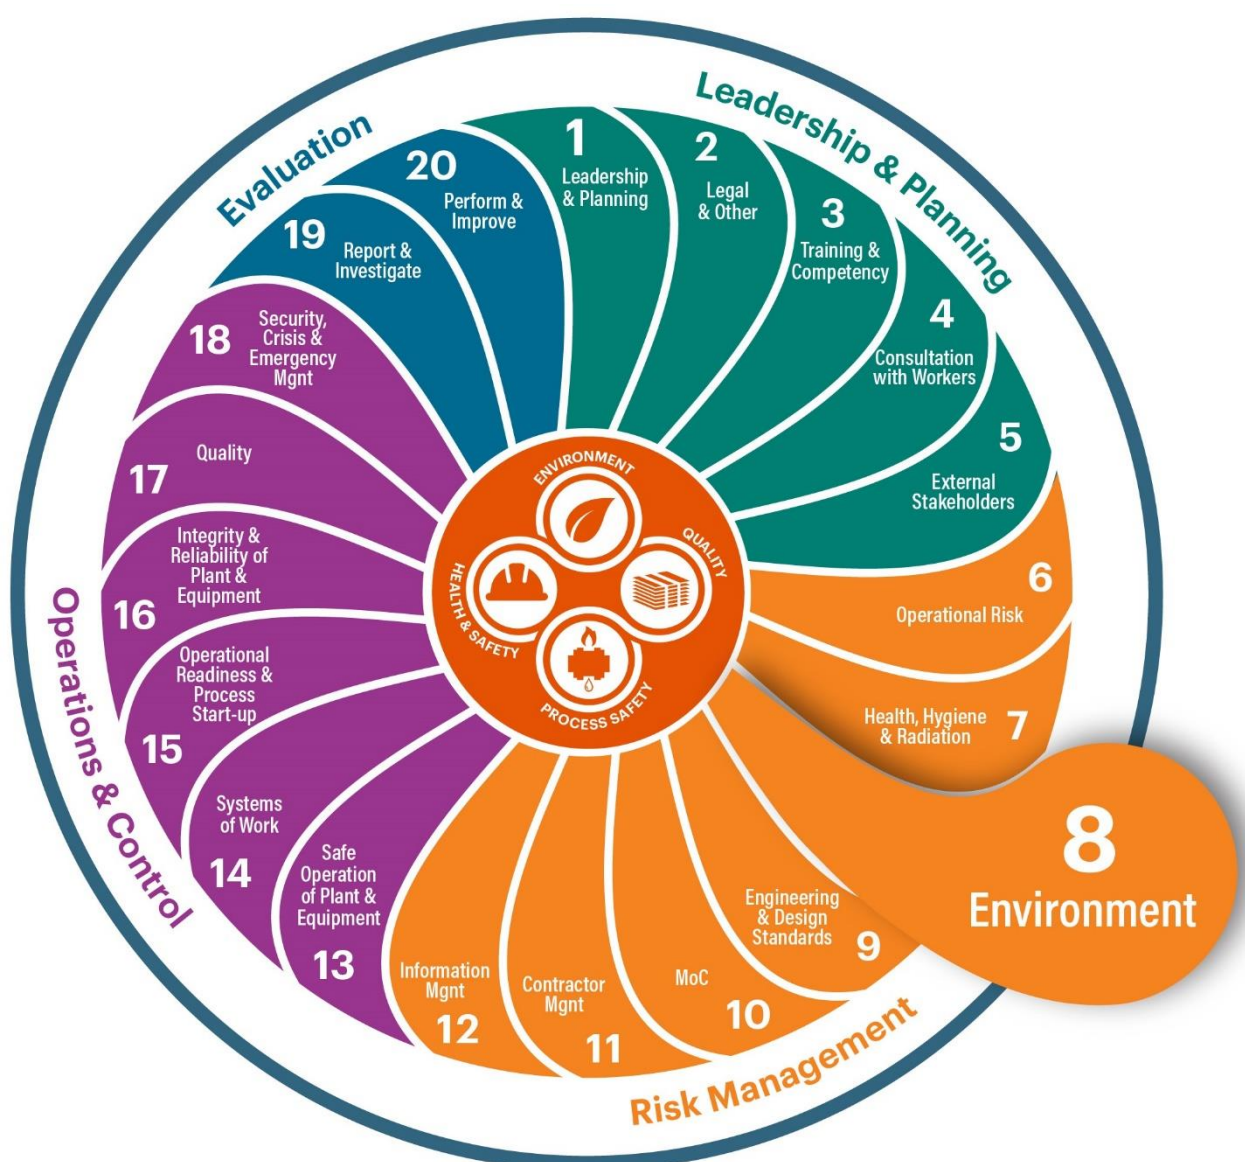 Leadership & Planning
1
Leadership
& Planning
2
Legal
& Other
3
Training &
Competency
4
Consultation
with Workers
5
External
Stakeholders
6
Operational Risk
7
Health, Hygiene
& Radiation
8
Environment
9
Engineering
& Design
Standards
10
MoC
11
Contractor
Mgnt
12
Information
Mgnt
Risk Management
13
Safe
Operation
of Plant &
Equipment
14
Systems
of Work
15
Operational
Readiness &
Process
Start-up
16
Integrity &
Reliability of
Plant &
Equipment
17
Quality
18
Security,
Crisis &
Emergency
Mgnt
Operations & Control
19
Report &
Investigate
20
Perform &
Improve
Evaluation
ENVIRONMENT
QUALITY
PROCESS SAFETY
HEALTH & SAFETY